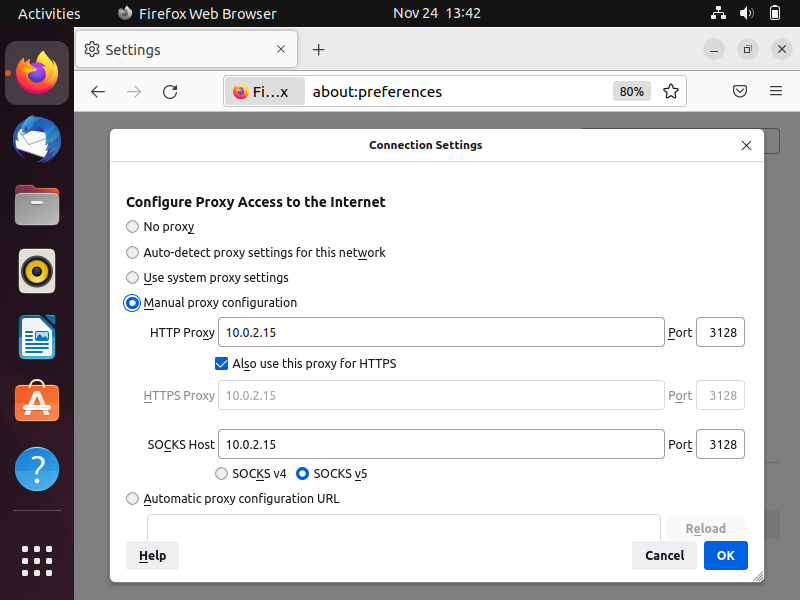 Activities Firefox Web Browser Nov 24 13:42
Settings
Fi...x about:preferences 80%
Connection Settings
Configure Proxy Access to the Internet
No proxy
Auto-detect proxy settings for this network
Use system proxy settings
Manual proxy configuration
HTTP Proxy 10.0.2.15 Port 3128
Also use this proxy for HTTPS
HTTPS Proxy 10.0.2.15 Port 3128
SOCKS Host 10.0.2.15 Port 3128
SOCKS v4 SOCKS v5
Automatic proxy configuration URL
Reload
Help Cancel OK